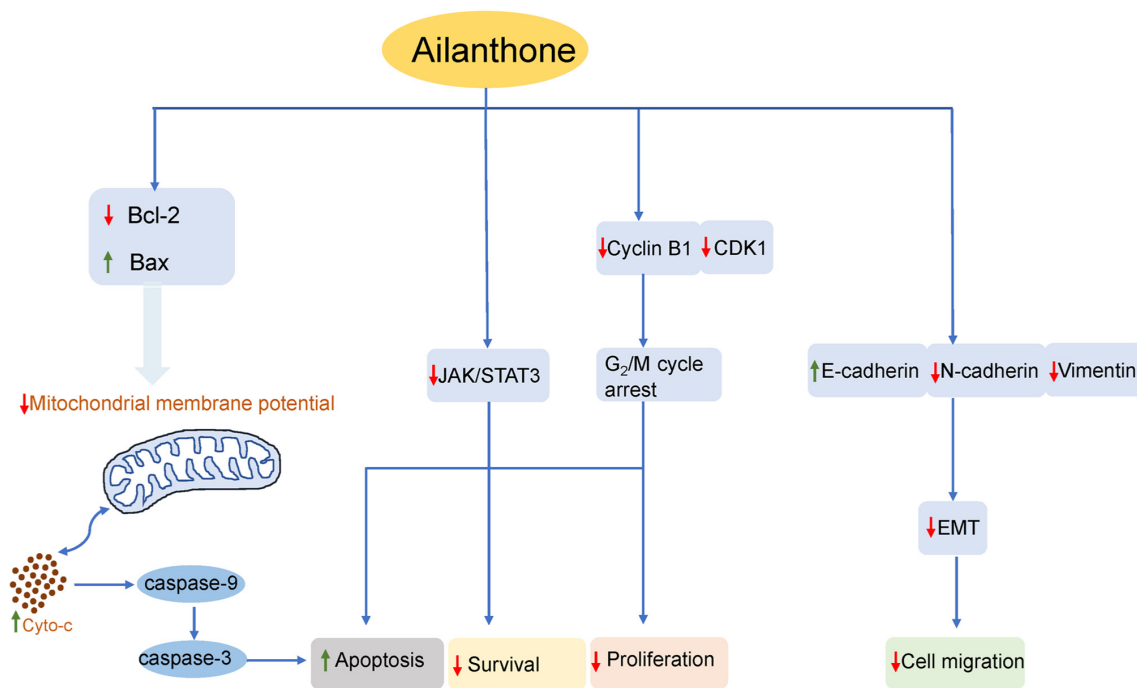 Ailanthone
Bcl-2
Bax
Cyclin B1
CDK1
Mitochondrial membrane potential
JAK/STAT3
G₂/M cycle
arrest
E-cadherin
N-cadherin
Vimentin
EMT
Cyto-c
caspase-9
caspase-3
Apoptosis
Survival
Proliferation
Cell migration